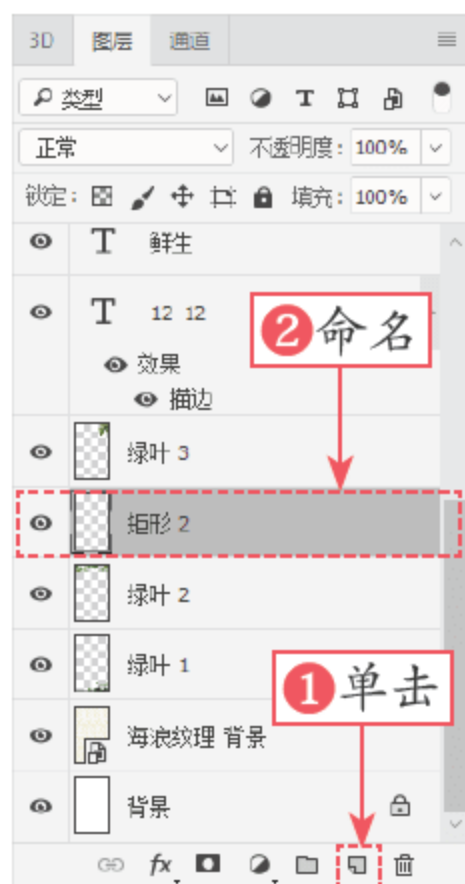 3D 图层 通道
类型 T
正常 不透明度: 100%
锁定: 填充: 100%
T 鲜生
T 12 12
❷命名
效果
描边
绿叶 3
矩形 2
绿叶 2
绿叶 1
❶单击
海浪纹理 背景
背景
fx